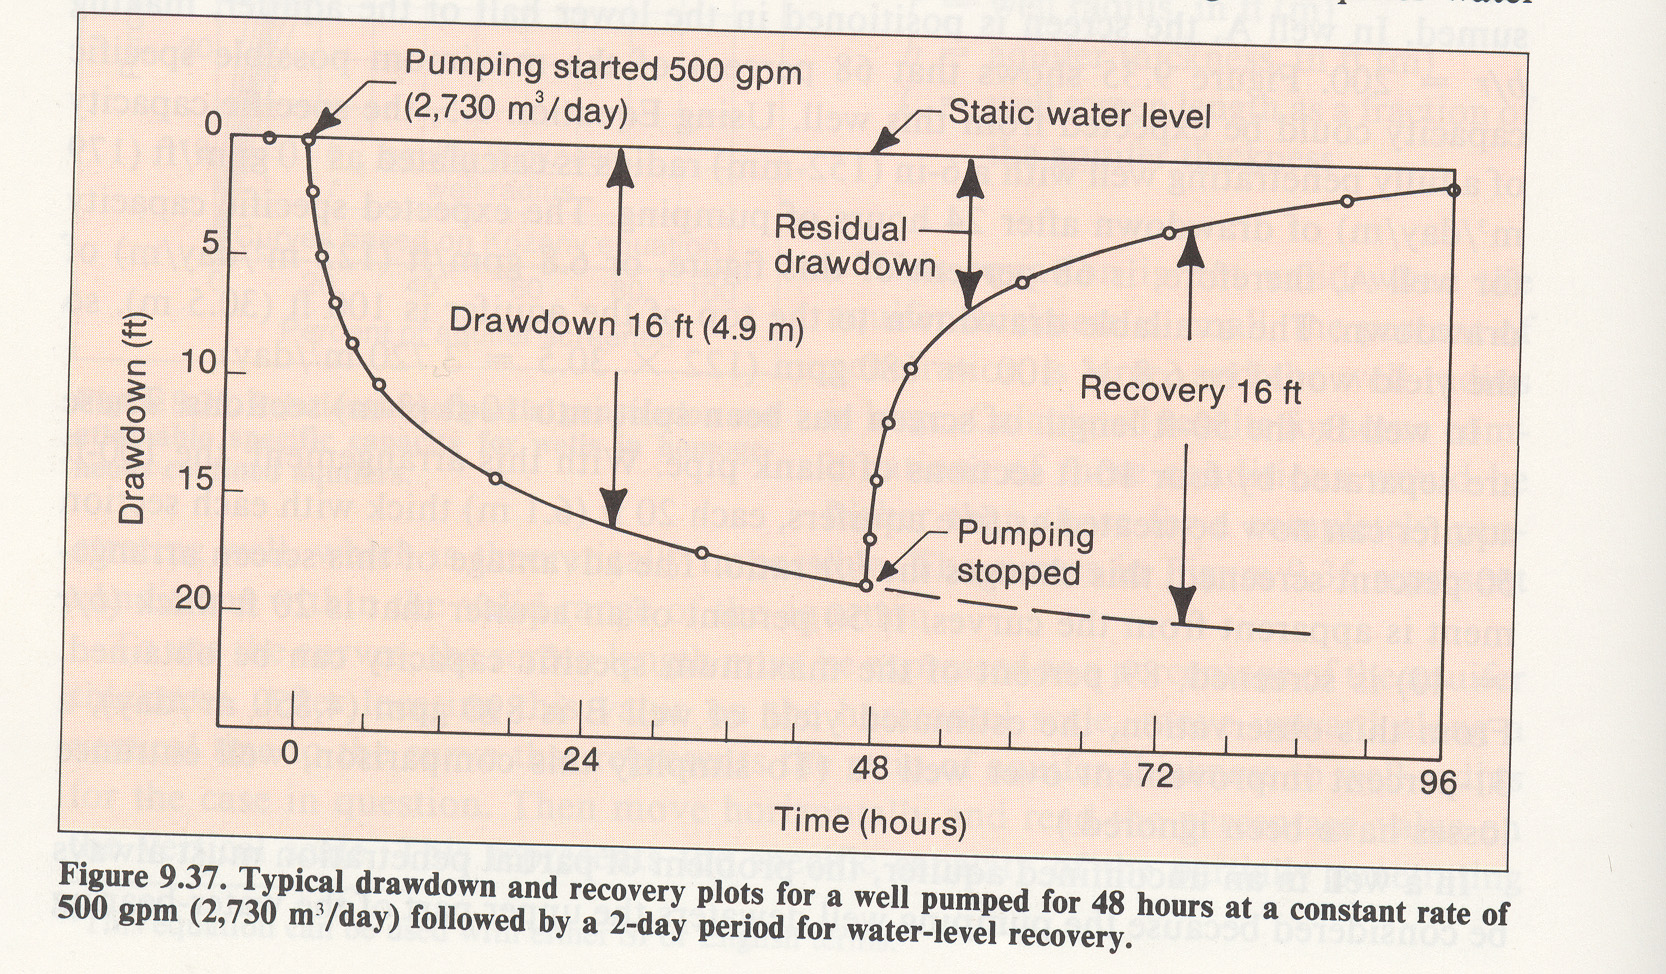 Pumping started 500 gpm
(2,730 m³/day)
Static water level
0
5
10
15
20
Drawdown (ft)
Residual
drawdown
Drawdown 16 ft (4.9 m)
Recovery 16 ft
Pumping
stopped
0
24
48
72
96
Time (hours)
Figure 9.37. Typical drawdown and recovery plots for a well pumped for 48 hours at a constant rate of
500 gpm (2,730 m³/day) followed by a 2-day period for water-level recovery.